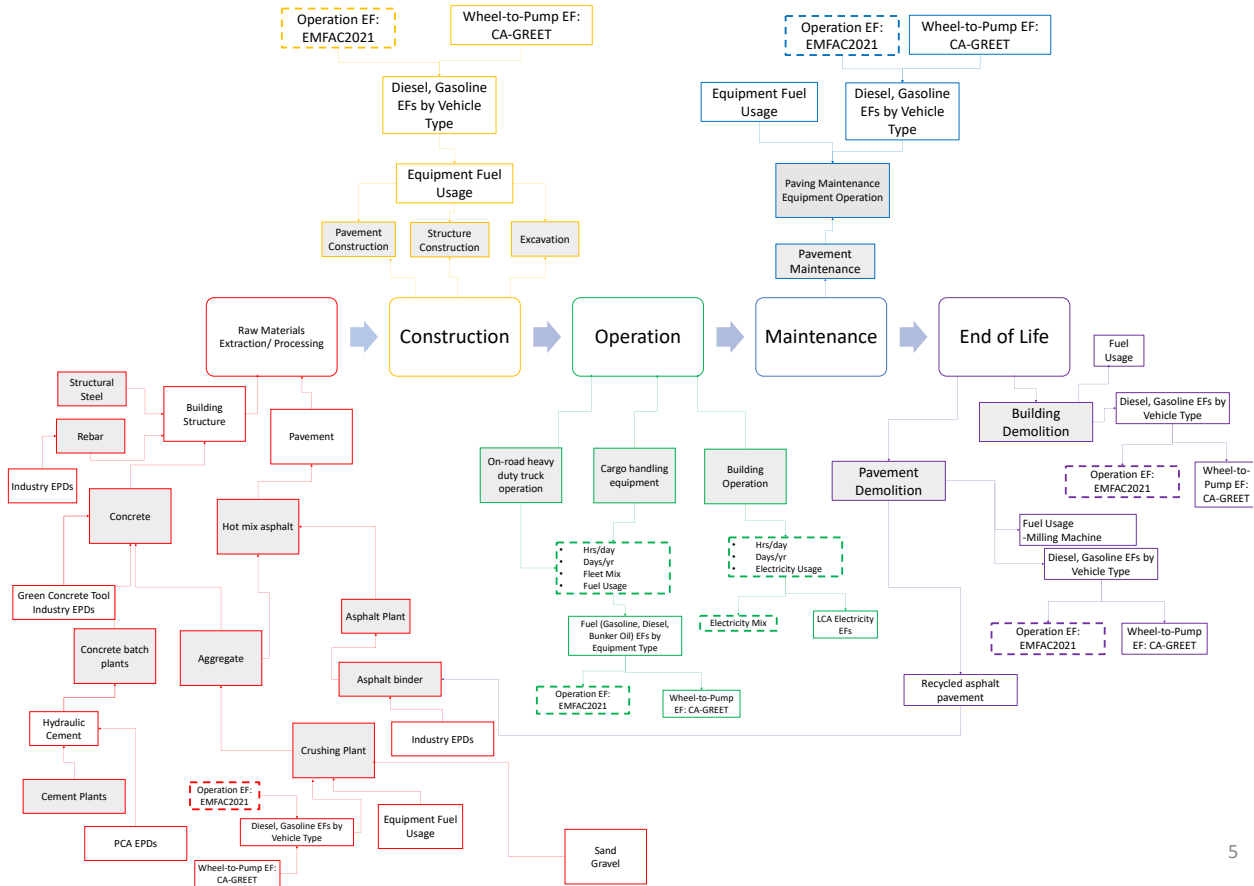 Operation EF:
EMFAC2021
Wheel-to-Pump EF:
CA-GREET
Diesel, Gasoline
EFs by Vehicle
Type
Equipment Fuel
Usage
Pavement
Construction
Structure
Construction
Excavation
Operation EF:
EMFAC2021
Wheel-to-Pump EF:
CA-GREET
Equipment Fuel
Usage
Diesel, Gasoline
EFs by Vehicle
Type
Paving Maintenance
Equipment Operation
Pavement
Maintenance
Raw Materials
Extraction/ Processing
Construction
Operation
Maintenance
End of Life
Structural
Steel
Building
Structure
Rebar
Industry EPDs
Pavement
Concrete
Hot mix asphalt
Green Concrete Tool
Industry EPDs
Concrete batch
plants
Aggregate
Asphalt Plant
Asphalt binder
Hydraulic
Cement
Industry EPDs
Crushing Plant
Cement Plants
PCA EPDs
Operation EF:
EMFAC2021
Diesel, Gasoline EFs by
Vehicle Type
Wheel-to-Pump EF:
CA-GREET
Equipment Fuel
Usage
Sand
Gravel
On-road heavy
duty truck
operation
Cargo handling
equipment
Building
Operation
• Hrs/day
• Days/yr
• Fleet Mix
• Fuel Usage
• Hrs/day
• Days/yr
• Electricity Usage
Fuel (Gasoline, Diesel,
Bunker Oil) EFs by
Equipment Type
Electricity Mix
LCA Electricity
EFs
Operation EF:
EMFAC2021
Wheel-to-Pump
EF: CA-GREET
Fuel
Usage
Building
Demolition
Diesel, Gasoline EFs by
Vehicle Type
Operation EF:
EMFAC2021
Wheel-to-
Pump EF:
CA-GREET
Pavement
Demolition
Fuel Usage
-Milling Machine
Diesel, Gasoline EFs by
Vehicle Type
Operation EF:
EMFAC2021
Wheel-to-Pump
EF: CA-GREET
Recycled asphalt
pavement
5